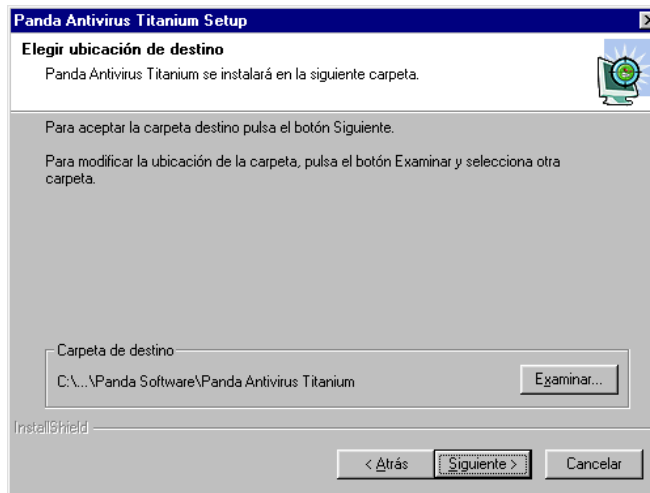 Panda Antivirus Titanium Setup
Elegir ubicación de destino
Panda Antivirus Titanium se instalará en la siguiente carpeta.
Para aceptar la carpeta destino pulsa el botón Siguiente.
Para modificar la ubicación de la carpeta, pulsa el botón Examinar y selecciona otra
carpeta.
Carpeta de destino
C:\...\Panda Software\Panda Antivirus Titanium
Examinar...
InstallShield
< Atrás
Siguiente >
Cancelar